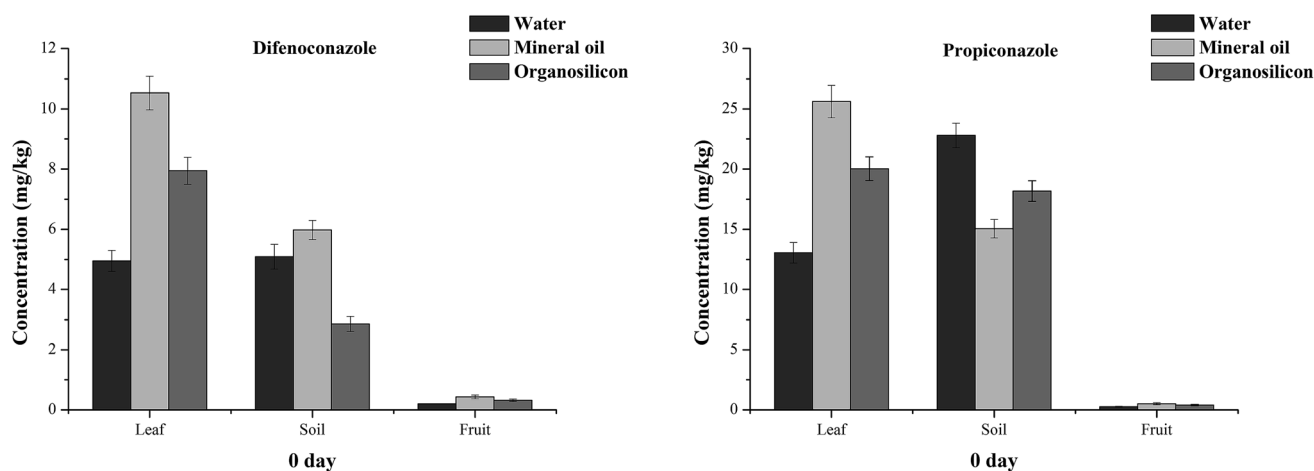 Difenoconazole
Water
Mineral oil
Organosilicon
Concentration (mg/kg)
12
10
8
6
4
2
0
Leaf
Soil
Fruit
0 day
Propiconazole
Water
Mineral oil
Organosilicon
Concentration (mg/kg)
30
25
20
15
10
5
0
Leaf
Soil
Fruit
0 day